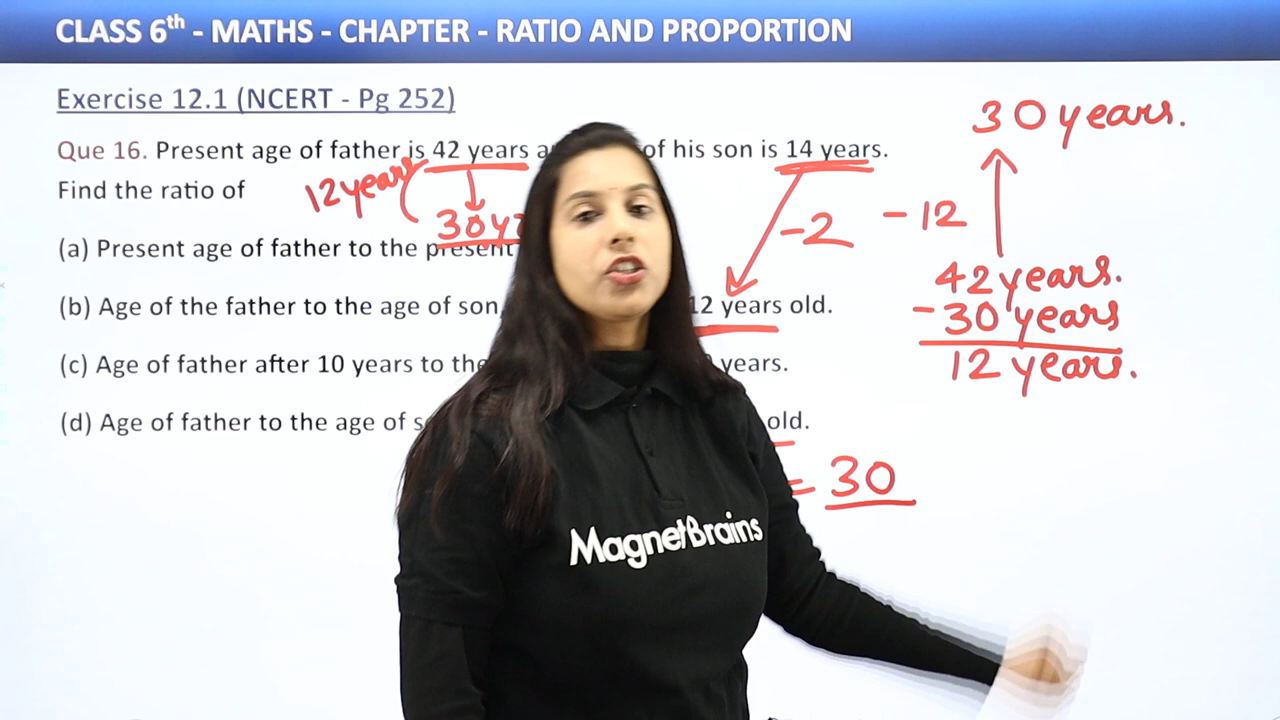 CLASS 6th - MATHS - CHAPTER - RATIO AND PROPORTION
Exercise 12.1 (NCERT - Pg 252)
30 years.
Que 16. Present age of father is 42 years of his son is 14 years.
Find the ratio of
12 years
30
-2
-12
(a) Present age of father to the present
42 years.
(b) Age of the father to the age of son, 12 years old.
-30 years
12 years.
(c) Age of father after 10 years to the years.
(d) Age of father to the age of old.
= 30
MagnetBrains